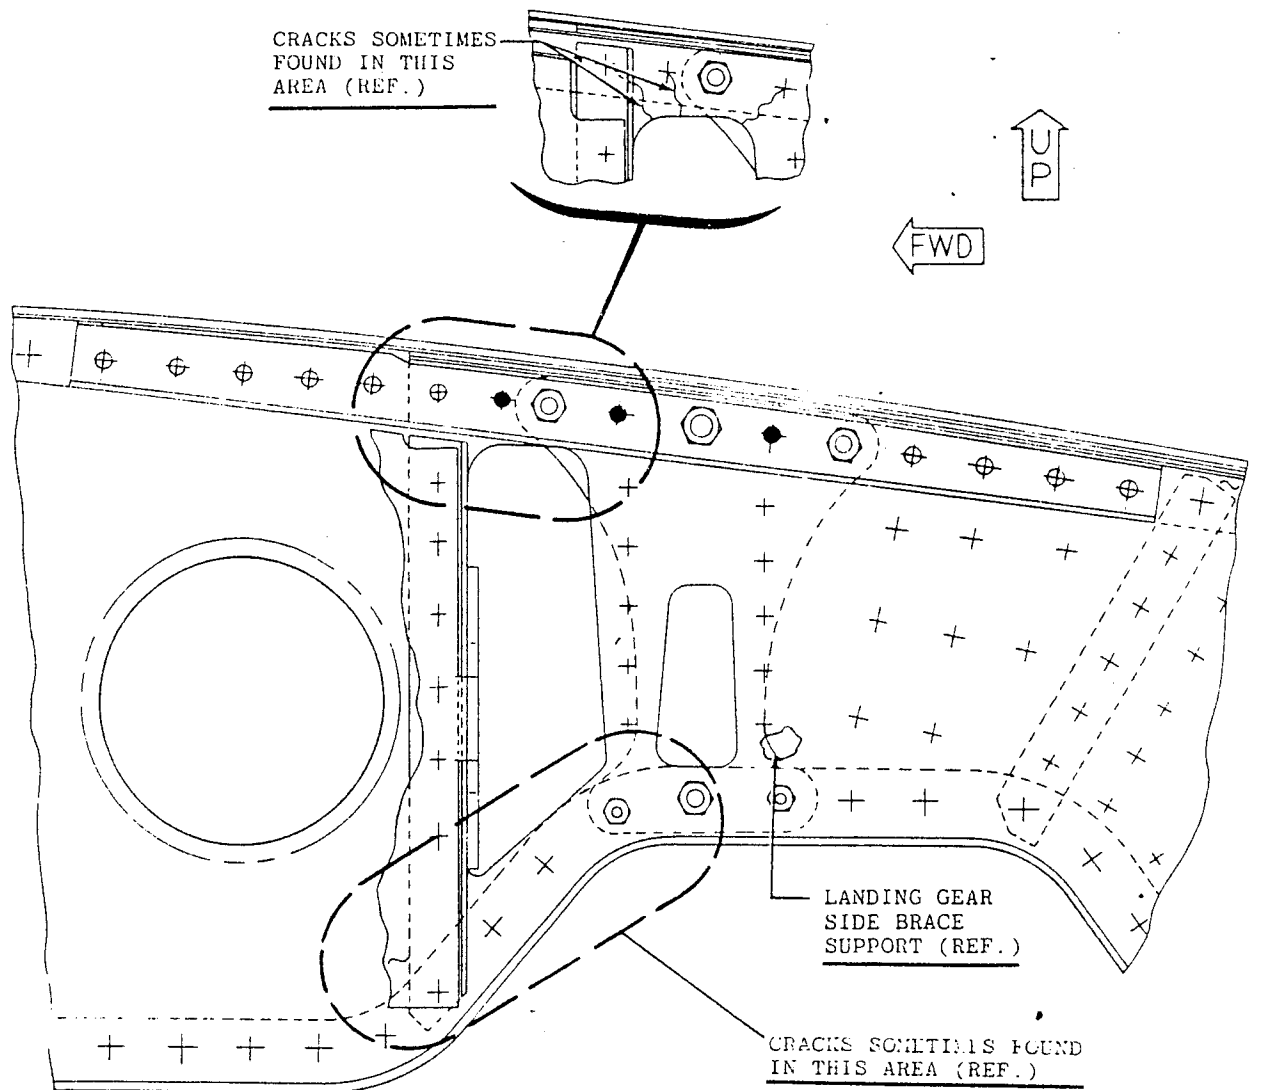 CRACKS SOMETIMES
FOUND IN THIS
AREA (REF.)
UP
FWD
LANDING GEAR
SIDE BRACE
SUPPORT (REF.)
CRACKS SOMETIMES FOUND
IN THIS AREA (REF.)